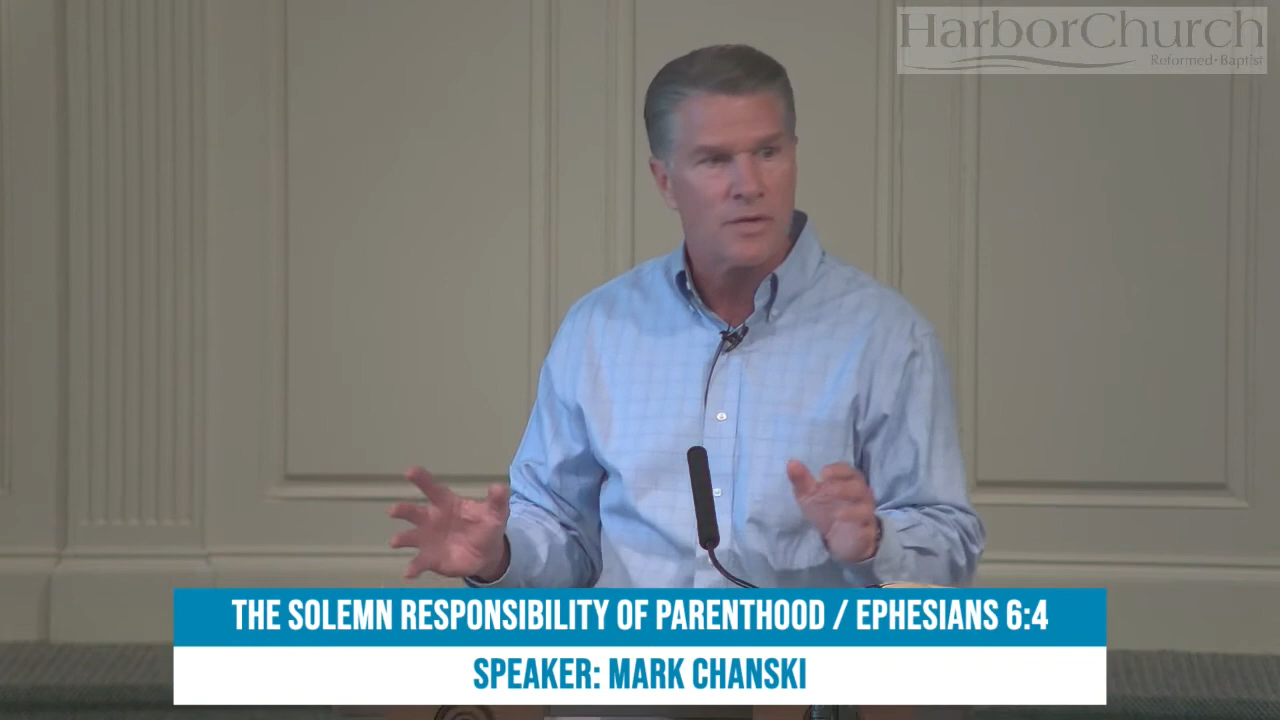 HarborChurch
Reformed·Baptist
THE SOLEMN RESPONSIBILITY OF PARENTHOOD / EPHESIANS 6:4
SPEAKER: MARK CHANSKI